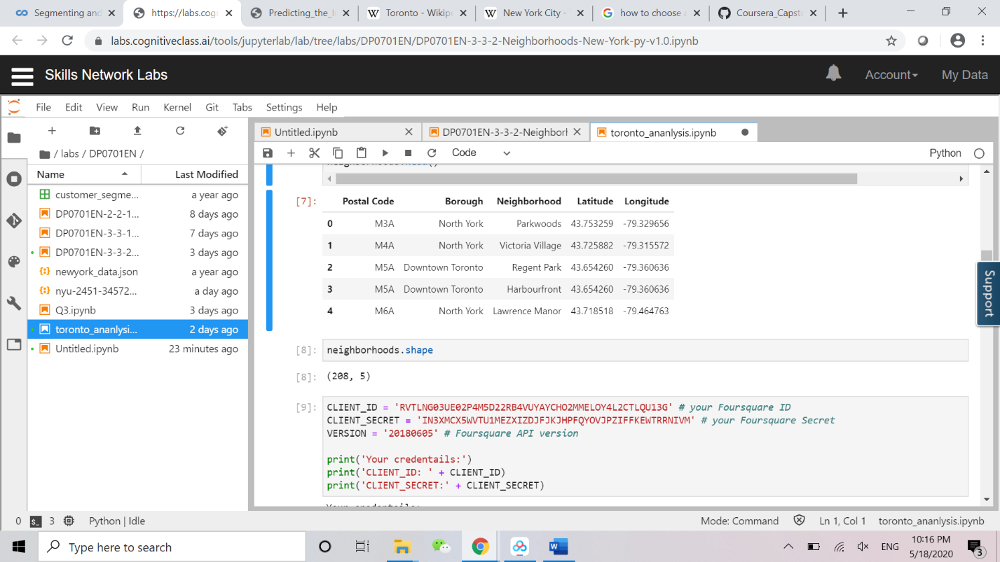 Segmenting and
https://labs.cog
Predicting_the_I
Toronto - Wikip
New York City -
how to choose
Coursera_Capst
labs.cognitiveclass.ai/tools/jupyterlab/lab/tree/labs/DP0701EN/DP0701EN-3-3-2-Neighborhoods-New-York-py-v1.0.ipynb
Skills Network Labs
Account
My Data
File Edit View Run Kernel Git Tabs Settings Help
Untitled.ipynb
DP0701EN-3-3-2-Neighborh
toronto_ananlysis.ipynb
/ labs / DP0701EN /
Code
Python
Name Last Modified
customer_segme... a year ago
DP0701EN-2-2-1... 8 days ago
DP0701EN-3-3-1... 7 days ago
DP0701EN-3-3-2... 3 days ago
newyork_data.json a year ago
nyu-2451-34572... a day ago
Q3.ipynb 3 days ago
toronto_ananlysi... 2 days ago
Untitled.ipynb 23 minutes ago
[7]: Postal Code Borough Neighborhood Latitude Longitude
0 M3A North York Parkwoods 43.753259 -79.329656
1 M4A North York Victoria Village 43.725882 -79.315572
2 M5A Downtown Toronto Regent Park 43.654260 -79.360636
3 M5A Downtown Toronto Harbourfront 43.654260 -79.360636
4 M6A North York Lawrence Manor 43.718518 -79.464763
Support
[8]: neighborhoods.shape
[8]: (208, 5)
[9]: CLIENT_ID = 'RVTLNG03UE02P4M5D22RB4VUYAYCHO2MMELOY4L2CTLQU13G' # your Foursquare ID
CLIENT_SECRET = 'IN3XMCX5WVTU1MEZXIZDJFJKJHPFQYOVJPZIFFKEWTRRNIVM' # your Foursquare Secret
VERSION = '20180605' # Foursquare API version
print('Your credentails:')
print('CLIENT_ID: ' + CLIENT_ID)
print('CLIENT_SECRET:' + CLIENT_SECRET)
0 $_ 3 Python | Idle
Mode: Command Ln 1, Col 1 toronto_ananlysis.ipynb
Type here to search
ENG
10:16 PM
5/18/2020
3